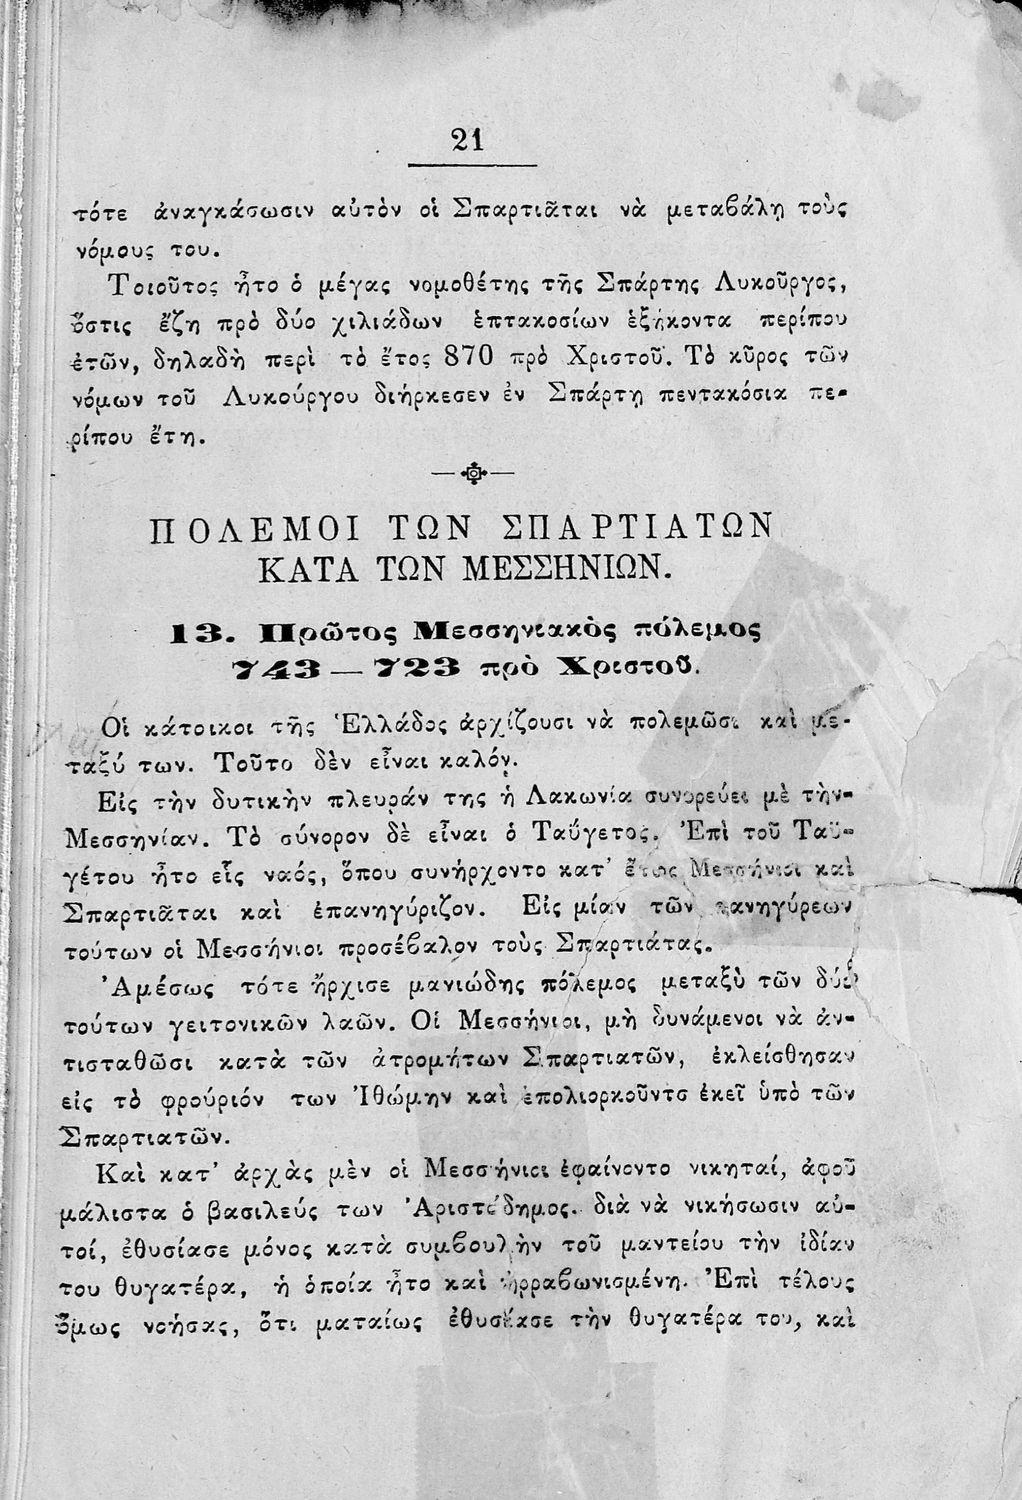 21
τότε ἀναγκάσωσιν αὐτὸν οἱ Σπαρτιᾶται νὰ μεταβάλῃ τοὺς
νόμους του.
Τοιοῦτος ἦτο ὁ μέγας νομοθέτης τῆς Σπάρτης Λυκοῦργος,
ὅστις ἔζη πρὸ δύο χιλιάδων ἑπτακοσίων ἑξήκοντα περίπου
ἐτῶν, δηλαδὴ περὶ τὸ ἔτος 870 πρὸ Χριστοῦ. Τὸ κῦρος τῶν
νόμων τοῦ Λυκούργου διήρκεσεν ἐν Σπάρτῃ πεντακόσια πε-
ρίπου ἔτη.
ΠΟΛΕΜΟΙ ΤΩΝ ΣΠΑΡΤΙΑΤΩΝ
ΚΑΤΑ ΤΩΝ ΜΕΣΣΗΝΙΩΝ.
13. Πρῶτος Μεσσηνιακὸς πόλεμος
743 — 723 πρὸ Χριστοῦ.
Οἱ κάτοικοι τῆς Ἑλλάδος ἀρχίζουσι νὰ πολεμῶσι καὶ με-
ταξύ των. Τοῦτο δὲν εἶναι καλόν.
Εἰς τὴν δυτικὴν πλευράν της ἡ Λακωνία συνορεύει μὲ τὴν-
Μεσσηνίαν. Τὸ σύνορον δὲ εἶναι ὁ Ταΰγετος. Ἐπὶ τοῦ Ταϋ-
γέτου ἦτο εἷς ναός, ὅπου συνήρχοντο κατ' ἔτος Μεσσήνιοι καὶ
Σπαρτιᾶται καὶ ἐπανηγύριζον. Εἰς μίαν τῶν πανηγύρεων
τούτων οἱ Μεσσήνιοι προσέβαλον τοὺς Σπαρτιάτας.
Ἀμέσως τότε ἤρχισε μανιώδης πόλεμος μεταξὺ τῶν δύο
τούτων γειτονικῶν λαῶν. Οἱ Μεσσήνιοι, μὴ δυνάμενοι νὰ ἀν-
τισταθῶσι κατὰ τῶν ἀτρομήτων Σπαρτιατῶν, ἐκλείσθησαν
εἰς τὸ φρούριόν των Ἰθώμην καὶ ἐπολιορκοῦντο ἐκεῖ ὑπὸ τῶν
Σπαρτιατῶν.
Καὶ κατ' ἀρχὰς μὲν οἱ Μεσσήνιοι ἐφαίνοντο νικηταί, ἀφοῦ
μάλιστα ὁ βασιλεύς των Ἀριστόδημος. διὰ νὰ νικήσωσιν αὐ-
τοί, ἐθυσίασε μόνος κατὰ συμβουλὴν τοῦ μαντείου τὴν ἰδίαν
του θυγατέρα, ἡ ὁποία ἦτο καὶ ἠρραβωνισμένη. Ἐπὶ τέλους
ὅμως νοήσας, ὅτι ματαίως ἐθυσίασε τὴν θυγατέρα του, καὶ